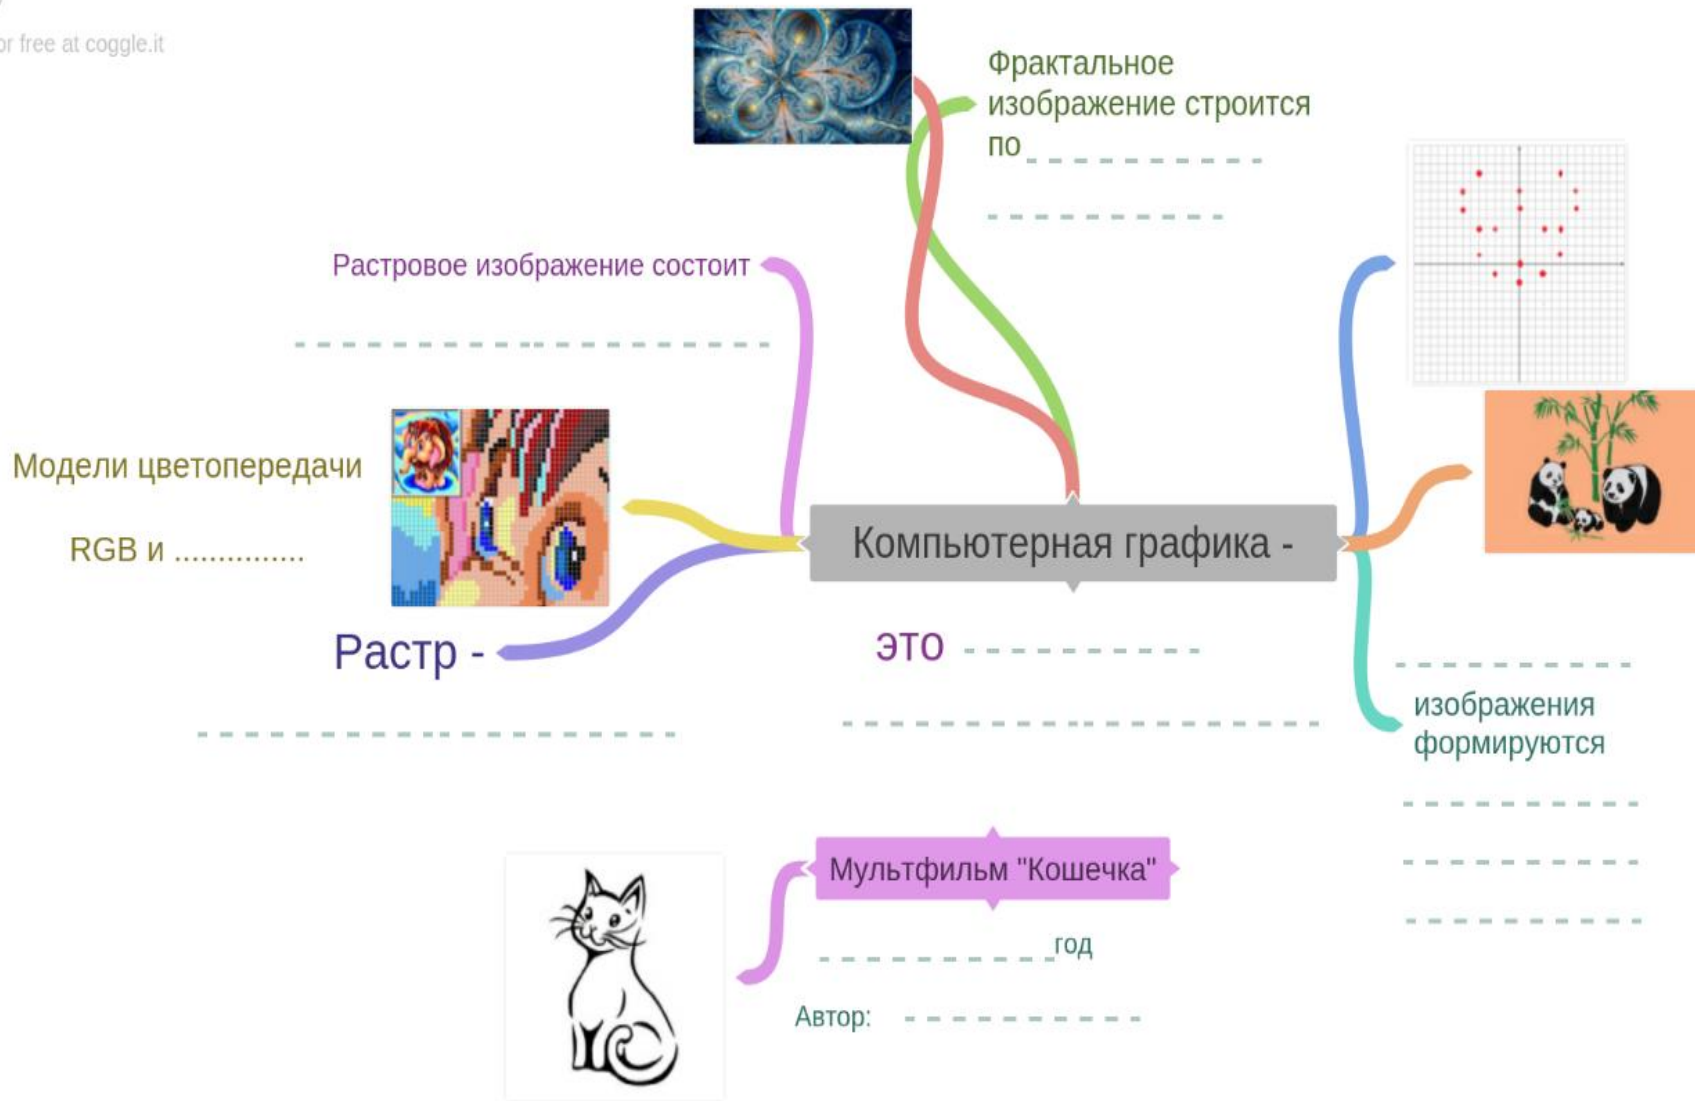 or free at coggle.it
Фрактальное
изображение строится
по
Растровое изображение состоит
Модели цветопередачи
RGB и ...............
Компьютерная графика -
Растр -
это
изображения
формируются
Мультфильм "Кошечка"
год
Автор: